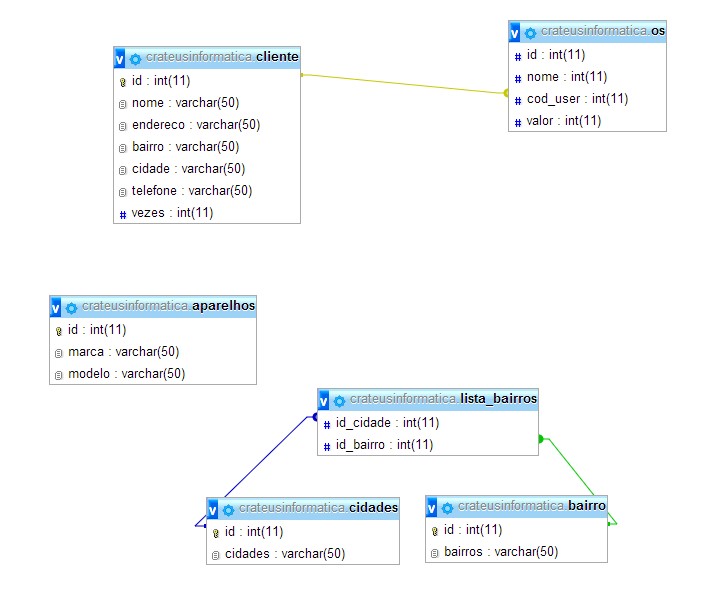 v crateusinformatica.cliente
id : int(11)
nome : varchar(50)
endereco : varchar(50)
bairro : varchar(50)
cidade : varchar(50)
telefone : varchar(50)
# vezes : int(11)
v crateusinformatica.os
# id : int(11)
# nome : int(11)
# cod_user : int(11)
# valor : int(11)
v crateusinformatica.aparelhos
id : int(11)
marca : varchar(50)
modelo : varchar(50)
v crateusinformatica.lista_bairros
# id_cidade : int(11)
# id_bairro : int(11)
v crateusinformatica.cidades
id : int(11)
cidades : varchar(50)
v crateusinformatica.bairro
id : int(11)
bairros : varchar(50)